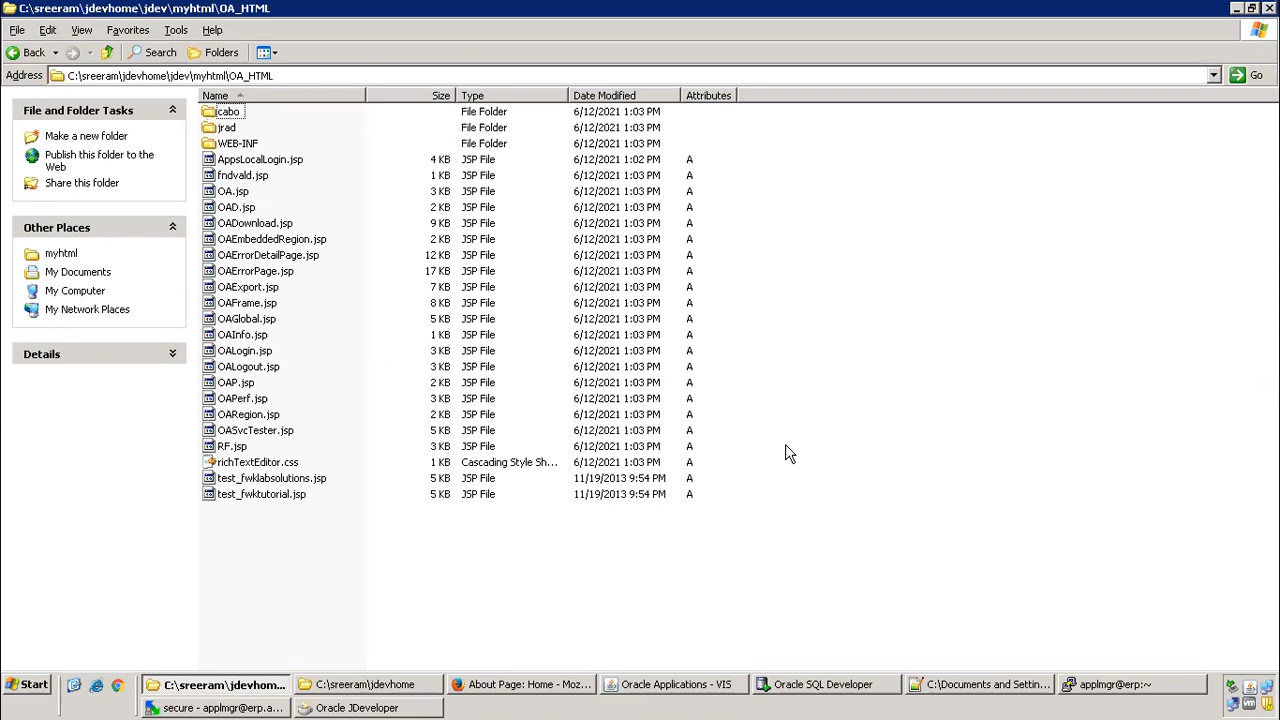 C:\sreeram\jdevhome\jdev\myhtml\OA_HTML
File Edit View Favorites Tools Help
Back Search Folders
Address C:\sreeram\jdevhome\jdev\myhtml\OA_HTML Go
File and Folder Tasks
Make a new folder
Publish this folder to the Web
Share this folder
Other Places
myhtml
My Documents
My Computer
My Network Places
Details
Name Size Type Date Modified Attributes
cabo File Folder 6/12/2021 1:03 PM
jrad File Folder 6/12/2021 1:03 PM
WEB-INF File Folder 6/12/2021 1:03 PM
AppsLocalLogin.jsp 4 KB JSP File 6/12/2021 1:02 PM A
fndvald.jsp 1 KB JSP File 6/12/2021 1:03 PM A
OA.jsp 3 KB JSP File 6/12/2021 1:03 PM A
OAD.jsp 2 KB JSP File 6/12/2021 1:03 PM A
OADownload.jsp 9 KB JSP File 6/12/2021 1:03 PM A
OAEmbeddedRegion.jsp 2 KB JSP File 6/12/2021 1:03 PM A
OAErrorDetailPage.jsp 12 KB JSP File 6/12/2021 1:03 PM A
OAErrorPage.jsp 17 KB JSP File 6/12/2021 1:03 PM A
OAExport.jsp 7 KB JSP File 6/12/2021 1:03 PM A
OAFrame.jsp 8 KB JSP File 6/12/2021 1:03 PM A
OAGlobal.jsp 5 KB JSP File 6/12/2021 1:03 PM A
OAInfo.jsp 1 KB JSP File 6/12/2021 1:03 PM A
OALogin.jsp 3 KB JSP File 6/12/2021 1:03 PM A
OALogout.jsp 3 KB JSP File 6/12/2021 1:03 PM A
OAP.jsp 2 KB JSP File 6/12/2021 1:03 PM A
OAPerf.jsp 3 KB JSP File 6/12/2021 1:03 PM A
OARegion.jsp 2 KB JSP File 6/12/2021 1:03 PM A
OASvcTester.jsp 5 KB JSP File 6/12/2021 1:03 PM A
RF.jsp 3 KB JSP File 6/12/2021 1:03 PM A
richTextEditor.css 1 KB Cascading Style Sh... 6/12/2021 1:03 PM A
test_fwklabsolutions.jsp 5 KB JSP File 11/19/2013 9:54 PM A
test_fwktutorial.jsp 5 KB JSP File 11/19/2013 9:54 PM A
Start C:\sreeram\jdevhom... C:\sreeram\jdevhome About Page: Home - Moz... Oracle Applications - VIS Oracle SQL Developer C:\Documents and Settin... applmgr@erp:~
secure - applmgr@erp.a... Oracle JDeveloper